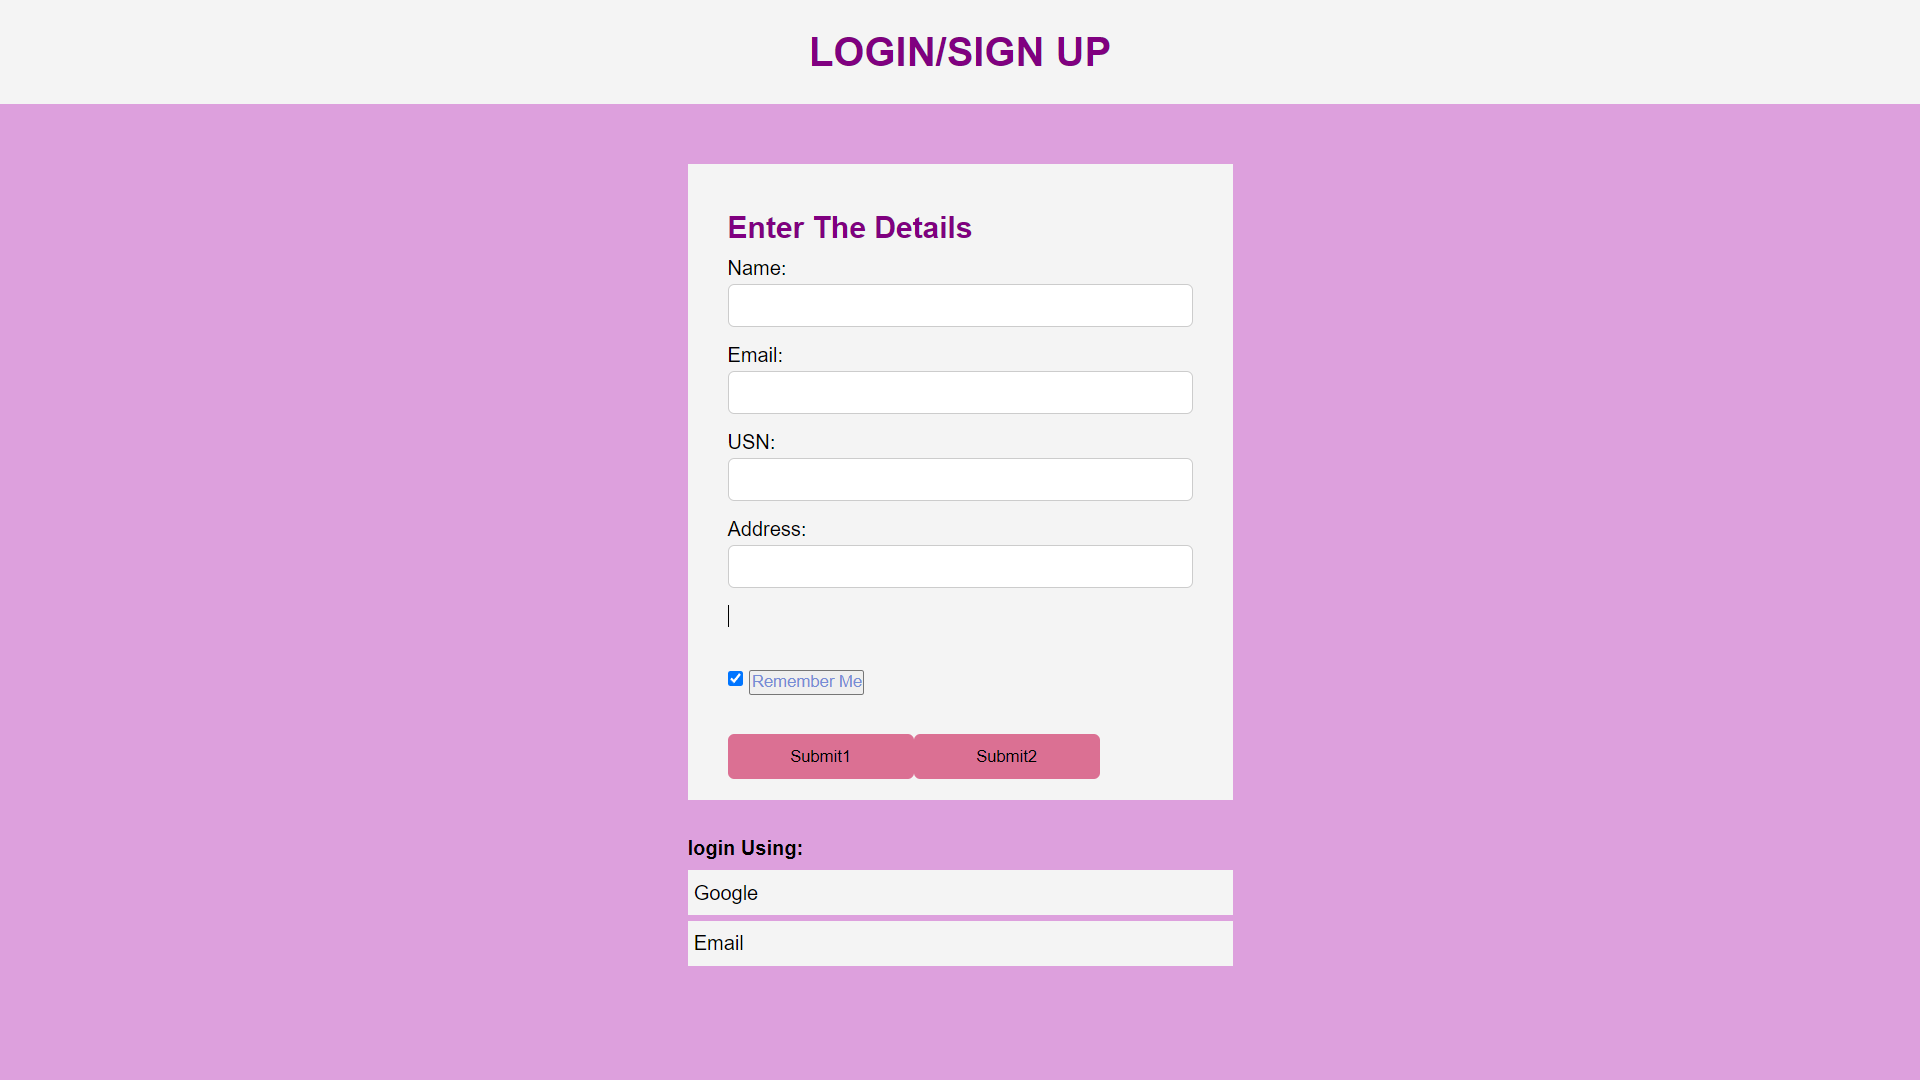 LOGIN/SIGN UP
Enter The Details
Name:
Email:
USN:
Address:
Remember Me
Submit1 Submit2
login Using:
Google
Email